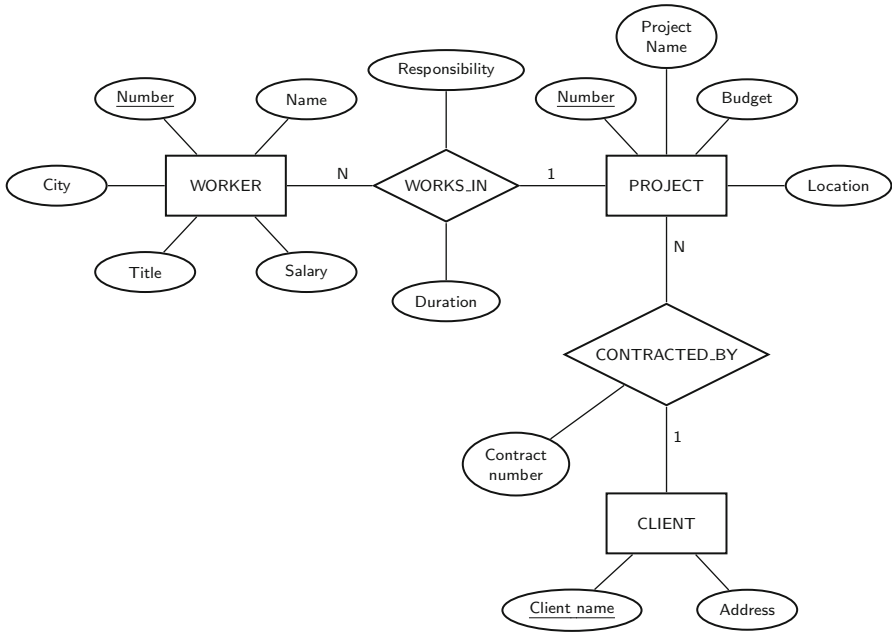 Project
Name
Responsibility
Number
Name
Number
Budget
City
WORKER
N
WORKS_IN
1
PROJECT
Location
Title
Salary
Duration
N
CONTRACTED_BY
Contract
number
1
CLIENT
Client name
Address